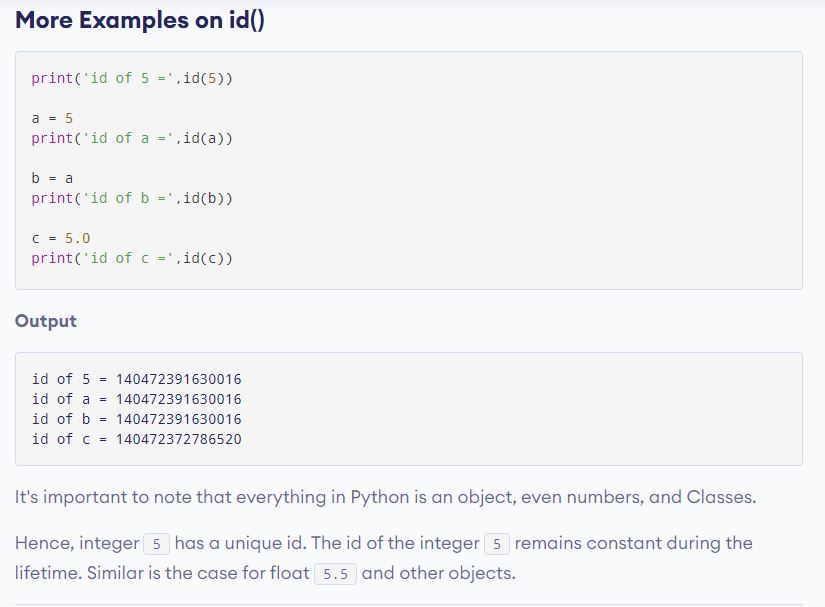 More Examples on id()
print('id of 5 =',id(5))
a = 5
print('id of a =',id(a))
b = a
print('id of b =',id(b))
c = 5.0
print('id of c =',id(c))
Output
id of 5 = 140472391630016
id of a = 140472391630016
id of b = 140472391630016
id of c = 140472372786520
It's important to note that everything in Python is an object, even numbers, and Classes.
Hence, integer 5 has a unique id. The id of the integer 5 remains constant during the
lifetime. Similar is the case for float 5.5 and other objects.